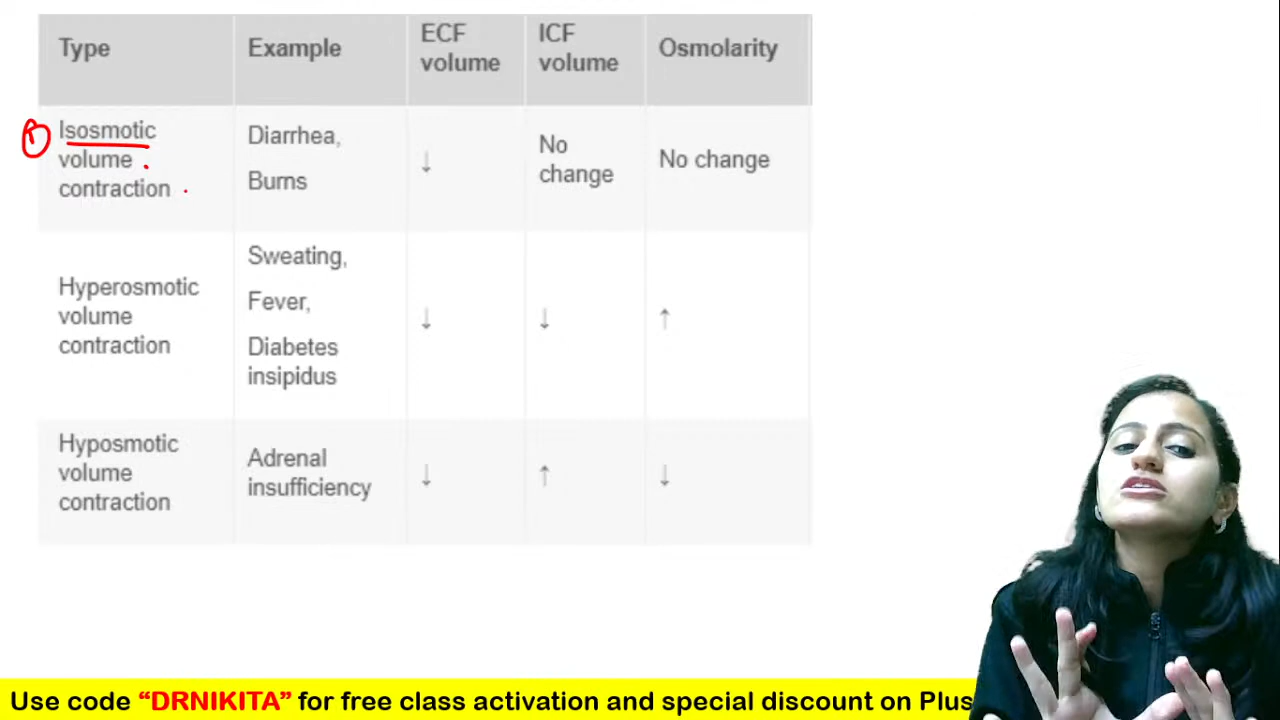 Type
Example
ECF
volume
ICF
volume
Osmolarity
Isosmotic
volume
contraction
Diarrhea,
Burns
↓
No
change
No change
Hyperosmotic
volume
contraction
Sweating,
Fever,
Diabetes
insipidus
↓
↓
↑
Hyposmotic
volume
contraction
Adrenal
insufficiency
↓
↑
↓
Use code “DRNIKITA” for free class activation and special discount on Plus